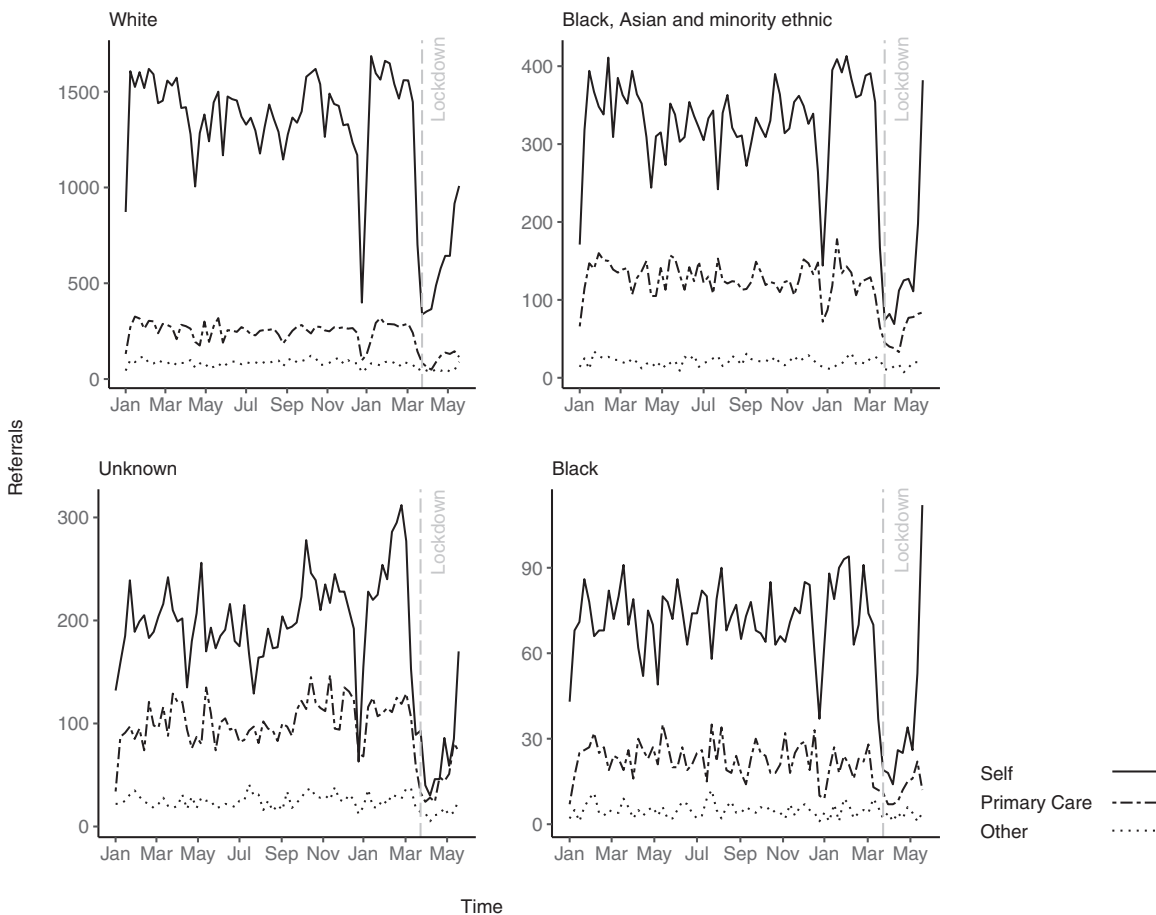 White
Black, Asian and minority ethnic
1500
1000
500
0
Lockdown
Jan Mar May Jul Sep Nov Jan Mar May
400
300
200
100
0
Lockdown
Jan Mar May Jul Sep Nov Jan Mar May
Referrals
Unknown
Black
300
200
100
0
Lockdown
Jan Mar May Jul Sep Nov Jan Mar May
90
60
30
0
Lockdown
Jan Mar May Jul Sep Nov Jan Mar May
Self
Primary Care
Other
Time